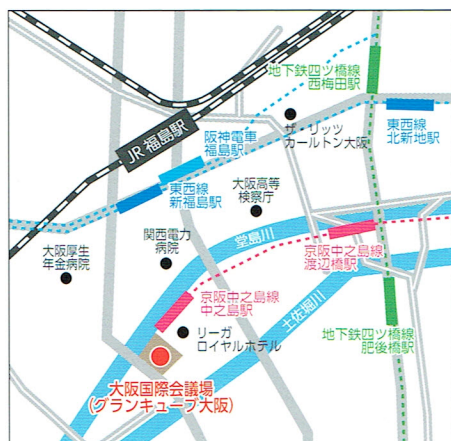 地下鉄四ツ橋線
西梅田駅
JR 福島駅
阪神電車
福島駅
ザ・リッツ
カールトン大阪
東西線
北新地駅
東西線
新福島駅
大阪高等
検察庁
大阪厚生
年金病院
関西電力
病院
堂島川
京阪中之島線
渡辺橋駅
京阪中之島線
中之島駅
土佐堀川
リーガ
ロイヤルホテル
地下鉄四ツ橋線
肥後橋駅
大阪国際会議場
(グランキューブ大阪)